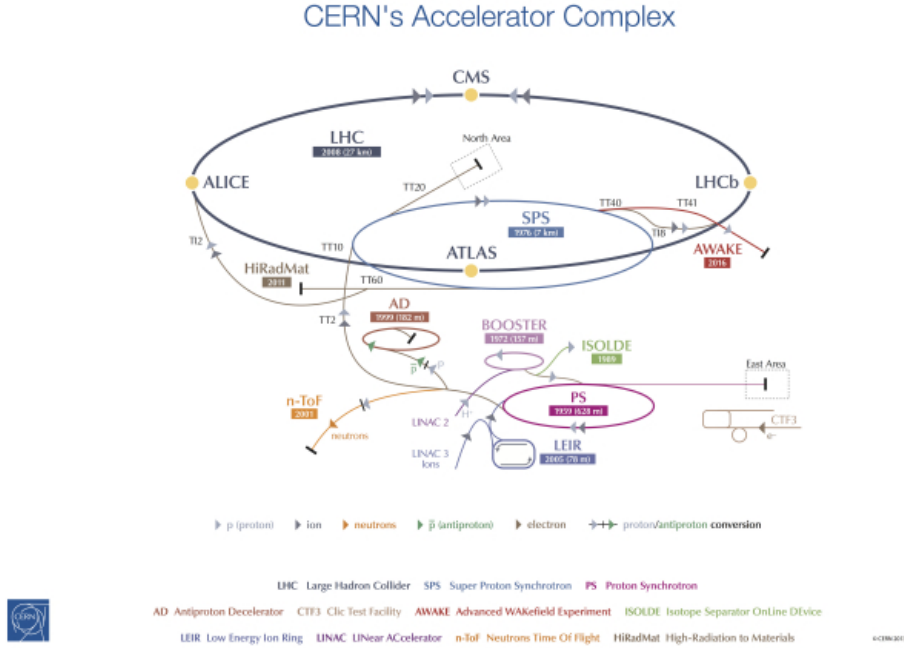 CERN's Accelerator Complex
CMS
LHC
2008 (27 km)
North Area
ALICE
LHCb
TT20
TT40
TT41
SPS
1976 (7 km)
TI8
TI2
TT10
ATLAS
AWAKE
2016
HiRadMat
2011
TT60
AD
1999 (182 m)
TT2
BOOSTER
1972 (157 m)
ISOLDE
1989
p̅
p
East Area
n-ToF
2001
PS
1959 (628 m)
H⁻
LINAC 2
CTF3
e⁻
neutrons
LEIR
2005 (78 m)
LINAC 3
Ions
p (proton) ion neutrons p̅ (antiproton) electron proton/antiproton conversion
LHC Large Hadron Collider SPS Super Proton Synchrotron PS Proton Synchrotron
AD Antiproton Decelerator CTF3 Clic Test Facility AWAKE Advanced WAKefield Experiment ISOLDE Isotope Separator OnLine DEvice
LEIR Low Energy Ion Ring LINAC LINear ACcelerator n-ToF Neutrons Time Of Flight HiRadMat High-Radiation to Materials
CERN